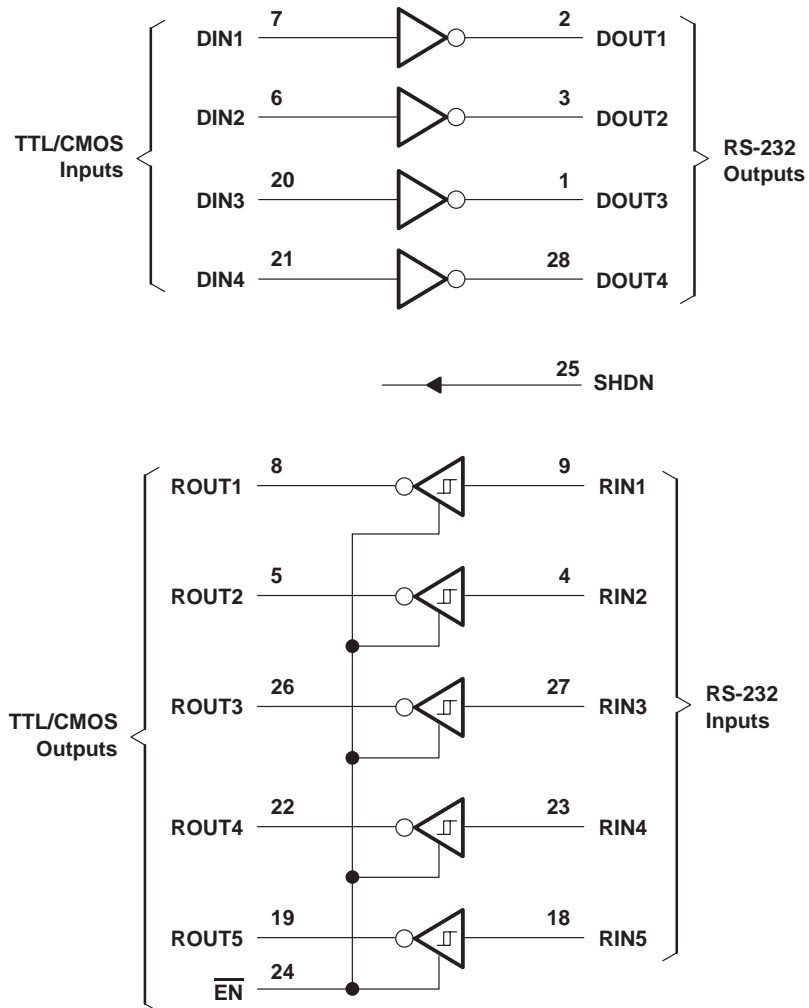 DIN1 7 2 DOUT1
DIN2 6 3 DOUT2
TTL/CMOS
Inputs
RS-232
Outputs
DIN3 20 1 DOUT3
DIN4 21 28 DOUT4
25 SHDN
ROUT1 8 9 RIN1
ROUT2 5 4 RIN2
ROUT3 26 27 RIN3
TTL/CMOS
Outputs
RS-232
Inputs
ROUT4 22 23 RIN4
ROUT5 19 18 RIN5
E̅N̅ 24